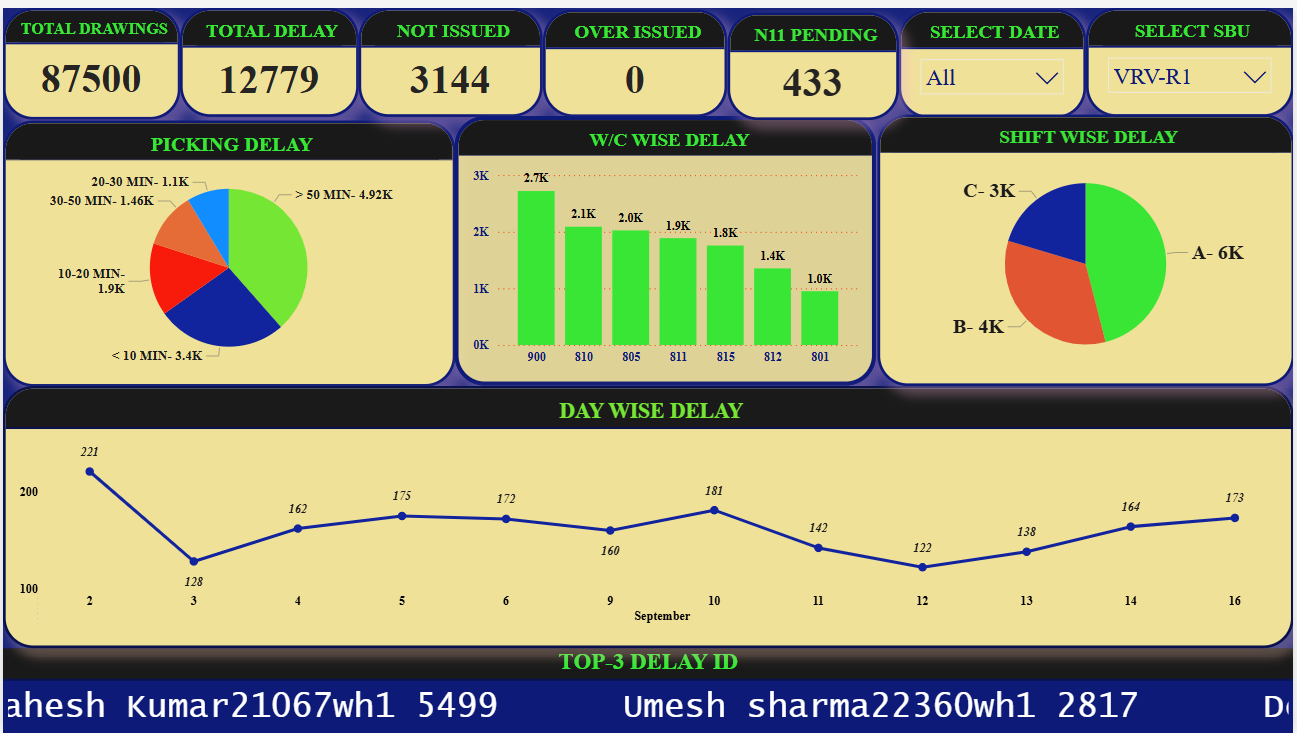 TOTAL DRAWINGS
87500
TOTAL DELAY
12779
NOT ISSUED
3144
OVER ISSUED
0
N11 PENDING
433
SELECT DATE
All
SELECT SBU
VRV-R1
PICKING DELAY
20-30 MIN- 1.1K
30-50 MIN- 1.46K
> 50 MIN- 4.92K
10-20 MIN-
1.9K
< 10 MIN- 3.4K
W/C WISE DELAY
3K
2K
1K
0K
2.7K
2.1K
2.0K
1.9K
1.8K
1.4K
1.0K
900 810 805 811 815 812 801
SHIFT WISE DELAY
C- 3K
A- 6K
B- 4K
DAY WISE DELAY
200
100
221
128
162
175
172
160
181
142
122
138
164
173
2 3 4 5 6 9 10 11 12 13 14 16
September
TOP-3 DELAY ID
ahesh Kumar21067wh1 5499 Umesh sharma22360wh1 2817